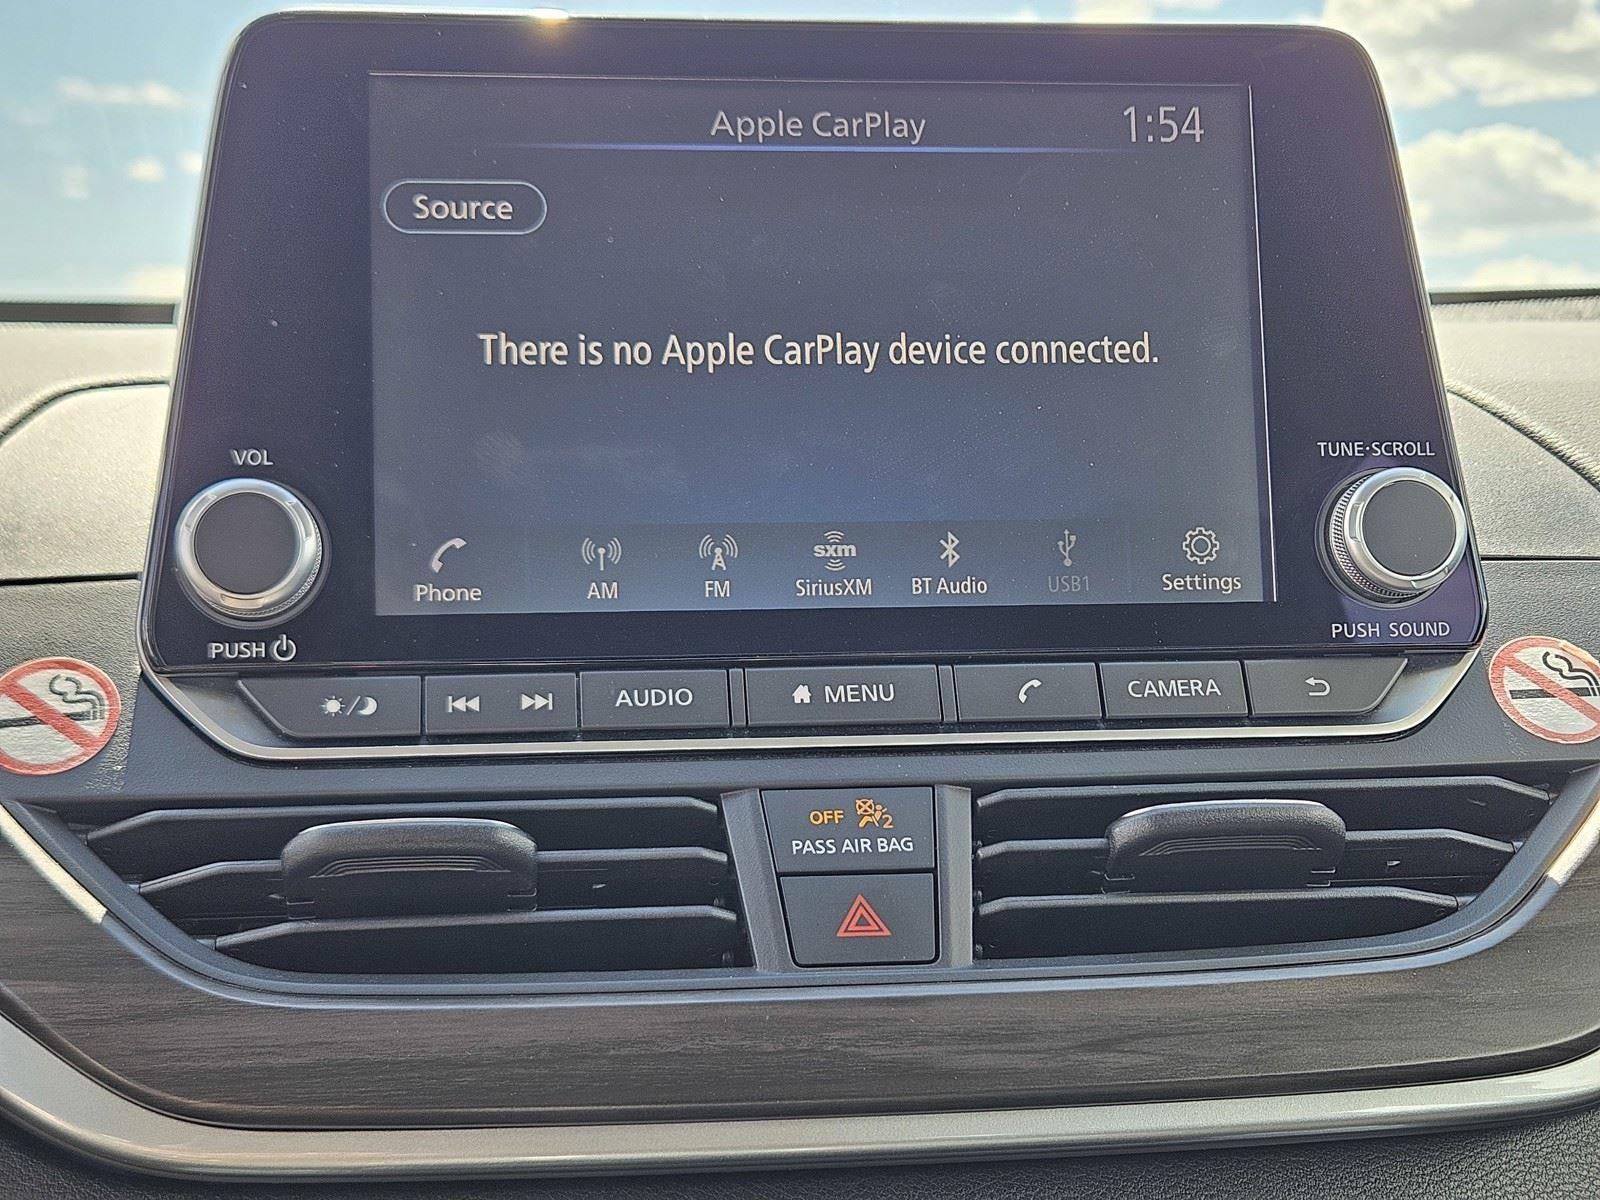 Apple CarPlay
1:54
Source
There is no Apple CarPlay device connected.
VOL
TUNE·SCROLL
sxm
Phone
AM
FM
SiriusXM
BT Audio
USB1
Settings
PUSH
PUSH SOUND
AUDIO
MENU
CAMERA
OFF
2
PASS AIR BAG